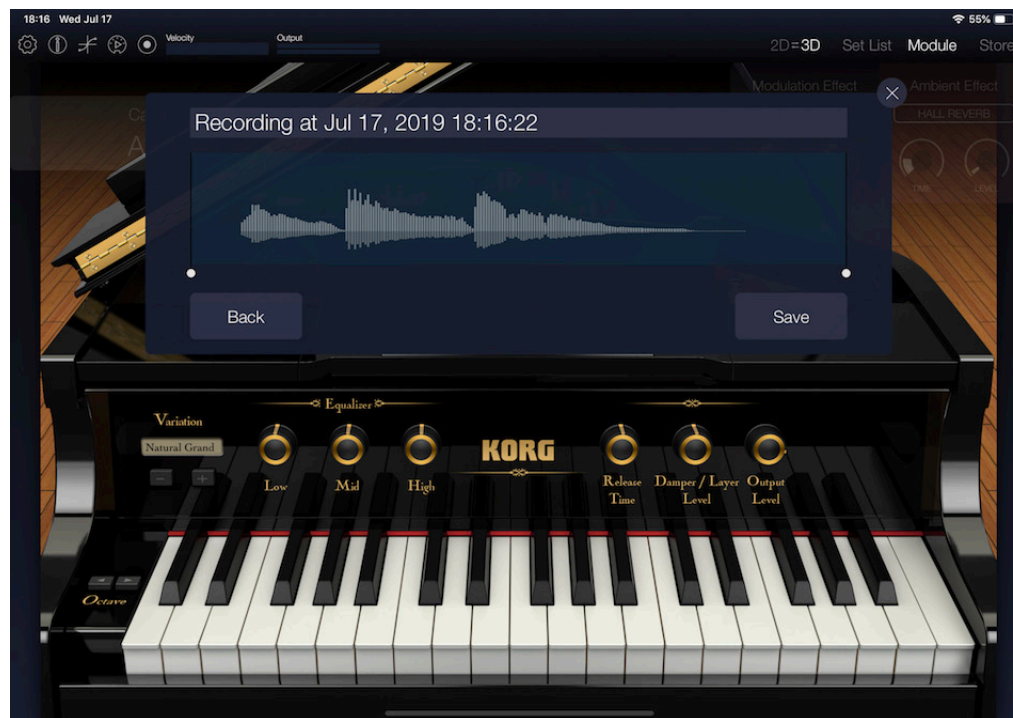 18:16 Wed Jul 17
55%
Velocity
Output
2D=3D Set List Module Store
Modulation Effect
Ambient Effect
HALL REVERB
TIME
LEVEL
Recording at Jul 17, 2019 18:16:22
Back
Save
Equalizer
Variation
Natural Grand
KORG
Low
Mid
High
Release
Time
Damper / Layer
Level
Output
Level
Octave